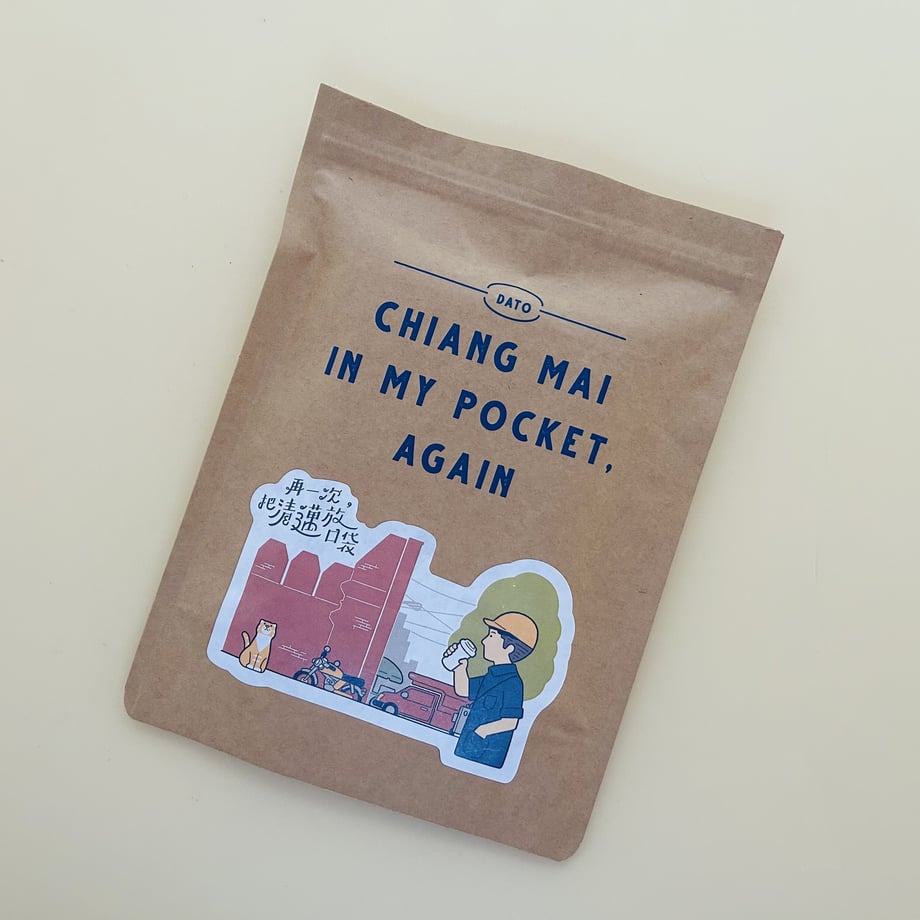 DATO
CHIANG MAI
IN MY POCKET,
AGAIN
再一次，
把清邁放
口袋